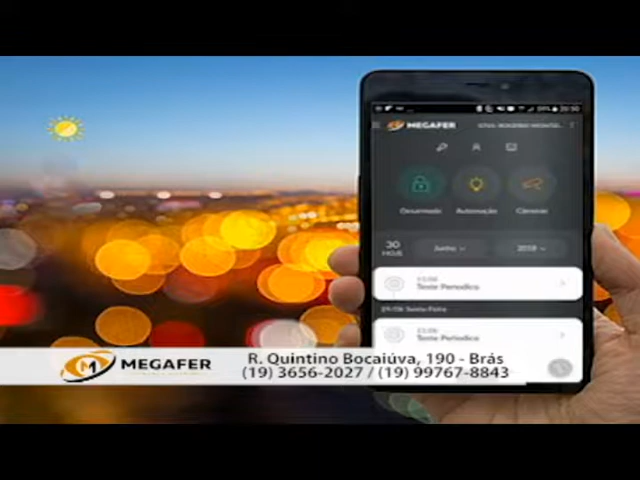 MEGAFER
Desarmado
Automação
Câmeras
30
HOJE
Junho
2018
Teste Periodico
Teste Periodico
MEGAFER
R. Quintino Bocaiúva, 190 - Brás
(19) 3656-2027 / (19) 99767-8843